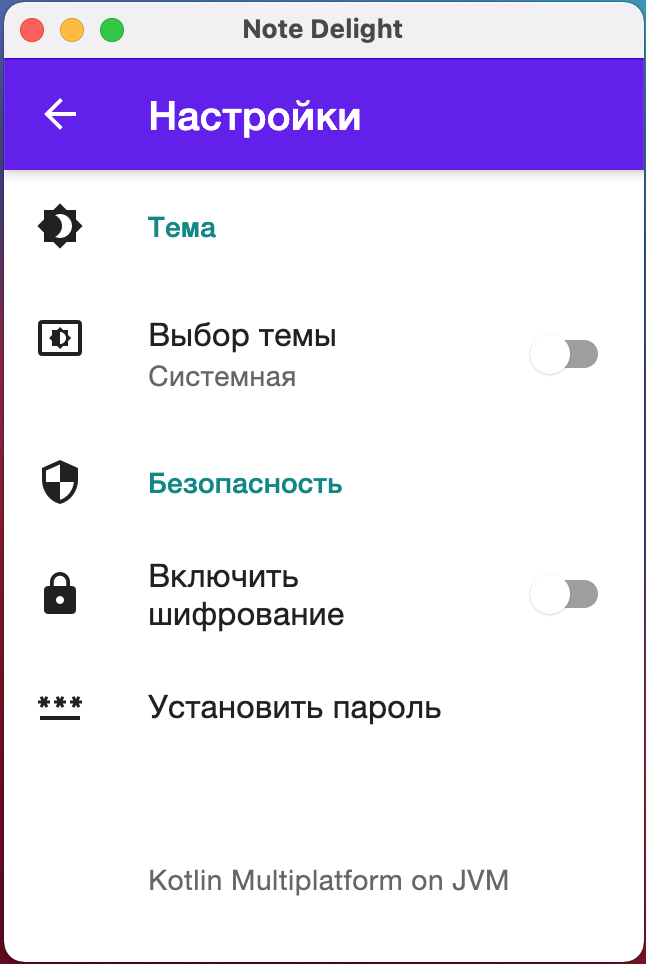 Note Delight
Настройки
Тема
Выбор темы
Системная
Безопасность
Включить
шифрование
***
Установить пароль
Kotlin Multiplatform on JVM